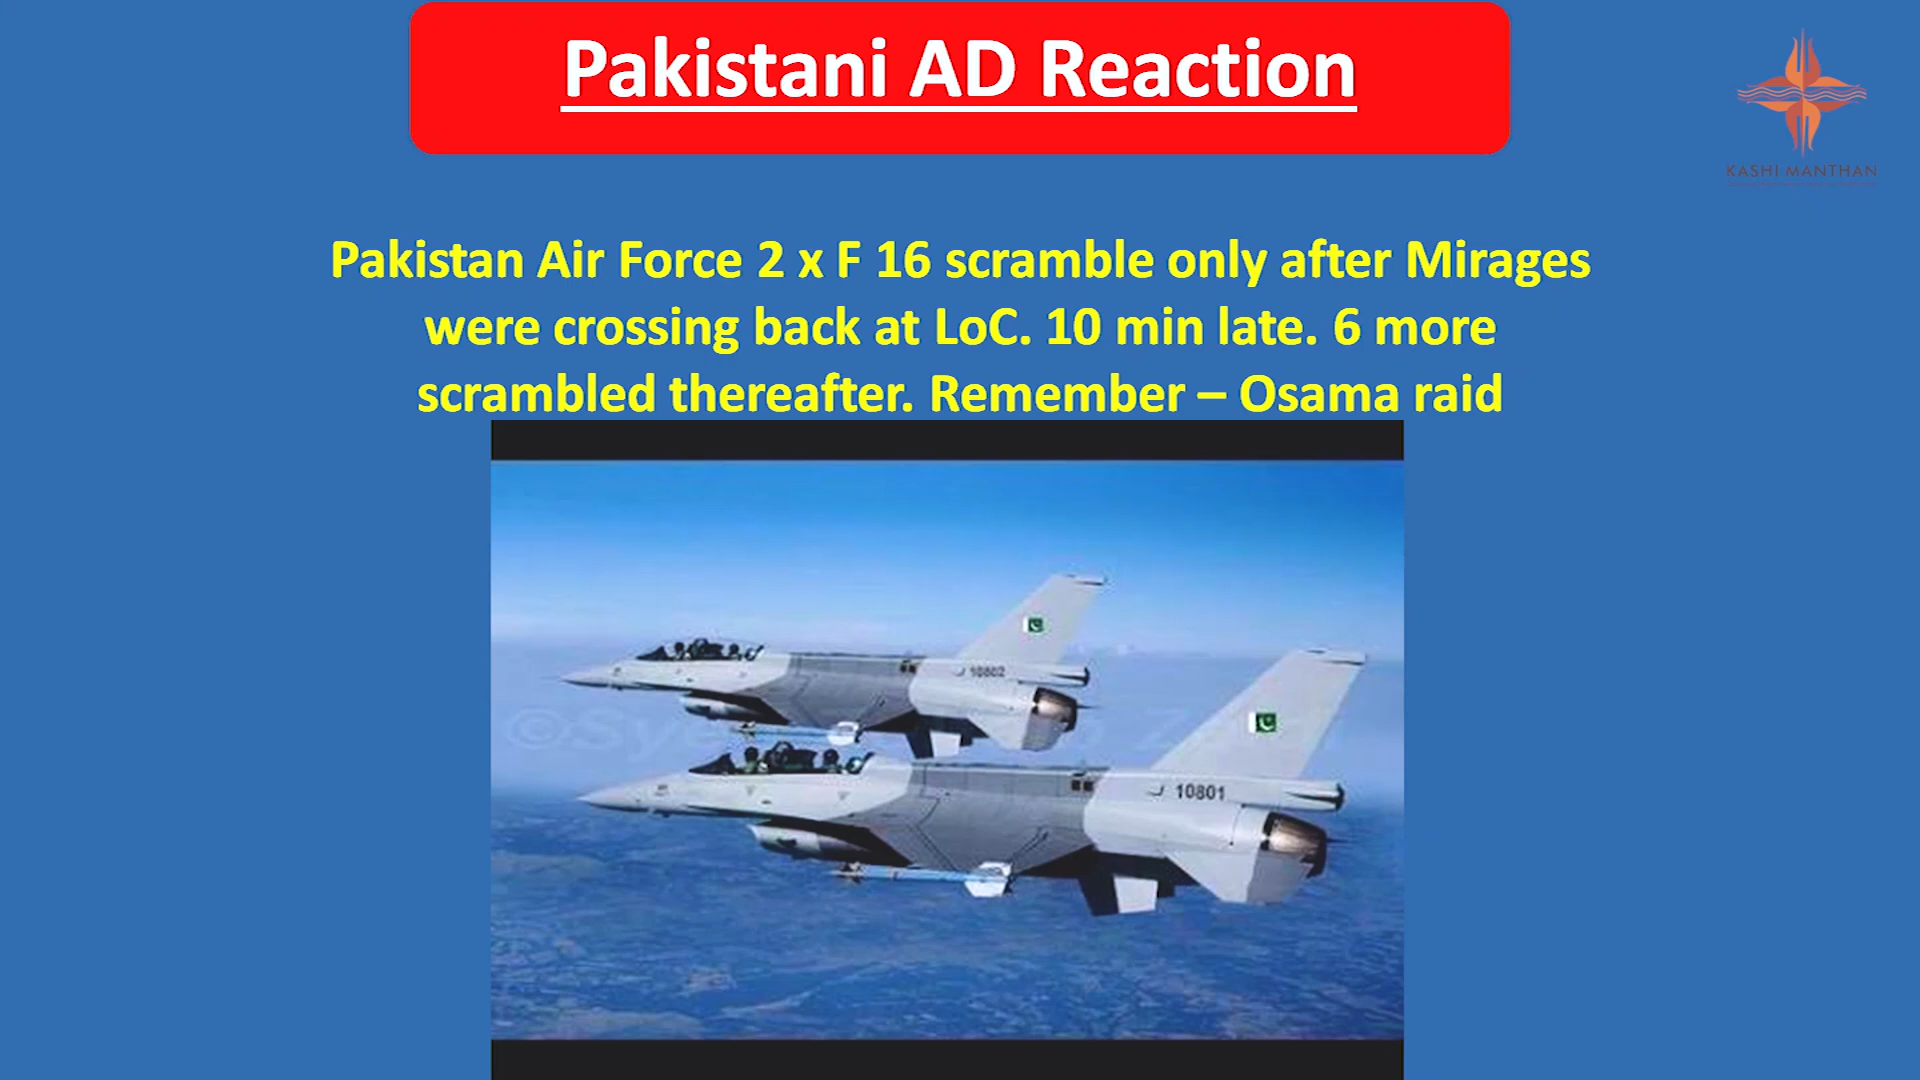 Pakistani AD Reaction
KASHI MANTHAN
Pakistan Air Force 2 x F 16 scramble only after Mirages
were crossing back at LoC. 10 min late. 6 more
scrambled thereafter. Remember – Osama raid
10802
©Sye
10801